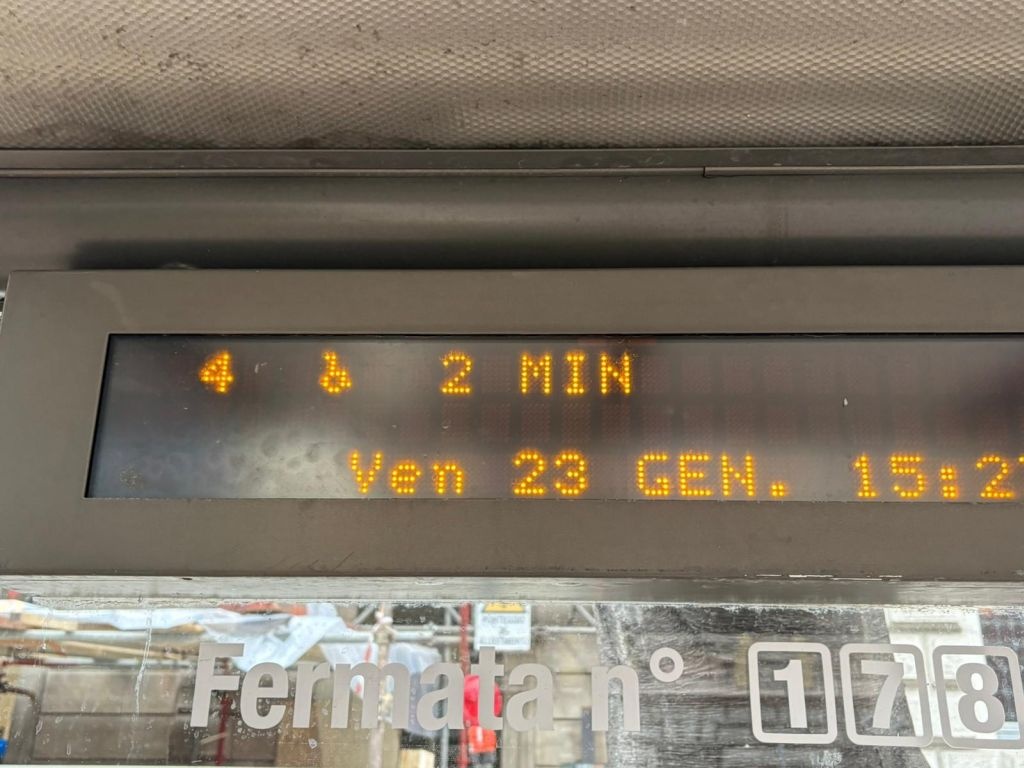 4 ♿ 2 MIN
Ven 23 GEN. 15:2
Fermata n° 178